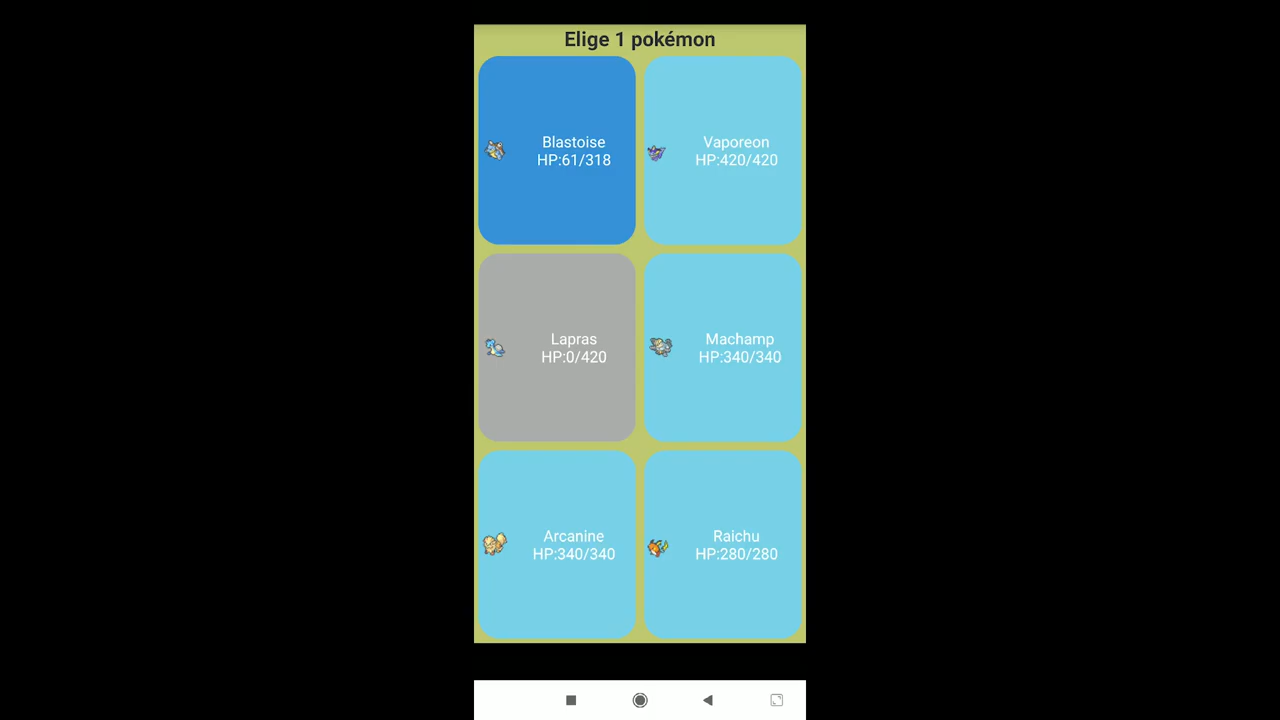 Elige 1 pokémon
Blastoise
HP:61/318
Vaporeon
HP:420/420
Lapras
HP:0/420
Machamp
HP:340/340
Arcanine
HP:340/340
Raichu
HP:280/280